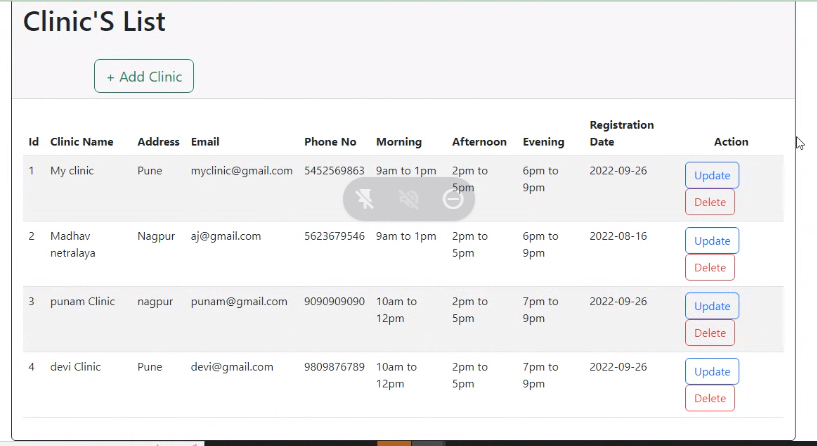 Clinic'S List
+ Add Clinic
Registration
Id Clinic Name Address Email Phone No Morning Afternoon Evening Date Action
1 My clinic Pune myclinic@gmail.com 5452569863 9am to 1pm 2pm to 6pm to 2022-09-26 Update
5pm 9pm
Delete
2 Madhav Nagpur aj@gmail.com 5623679546 9am to 1pm 2pm to 6pm to 2022-08-16 Update
netralaya 5pm 9pm
Delete
3 punam Clinic nagpur punam@gmail.com 9090909090 10am to 2pm to 7pm to 2022-09-26 Update
12pm 5pm 9pm
Delete
4 devi Clinic Pune devi@gmail.com 9809876789 10am to 2pm to 7pm to 2022-09-26 Update
12pm 5pm 9pm
Delete